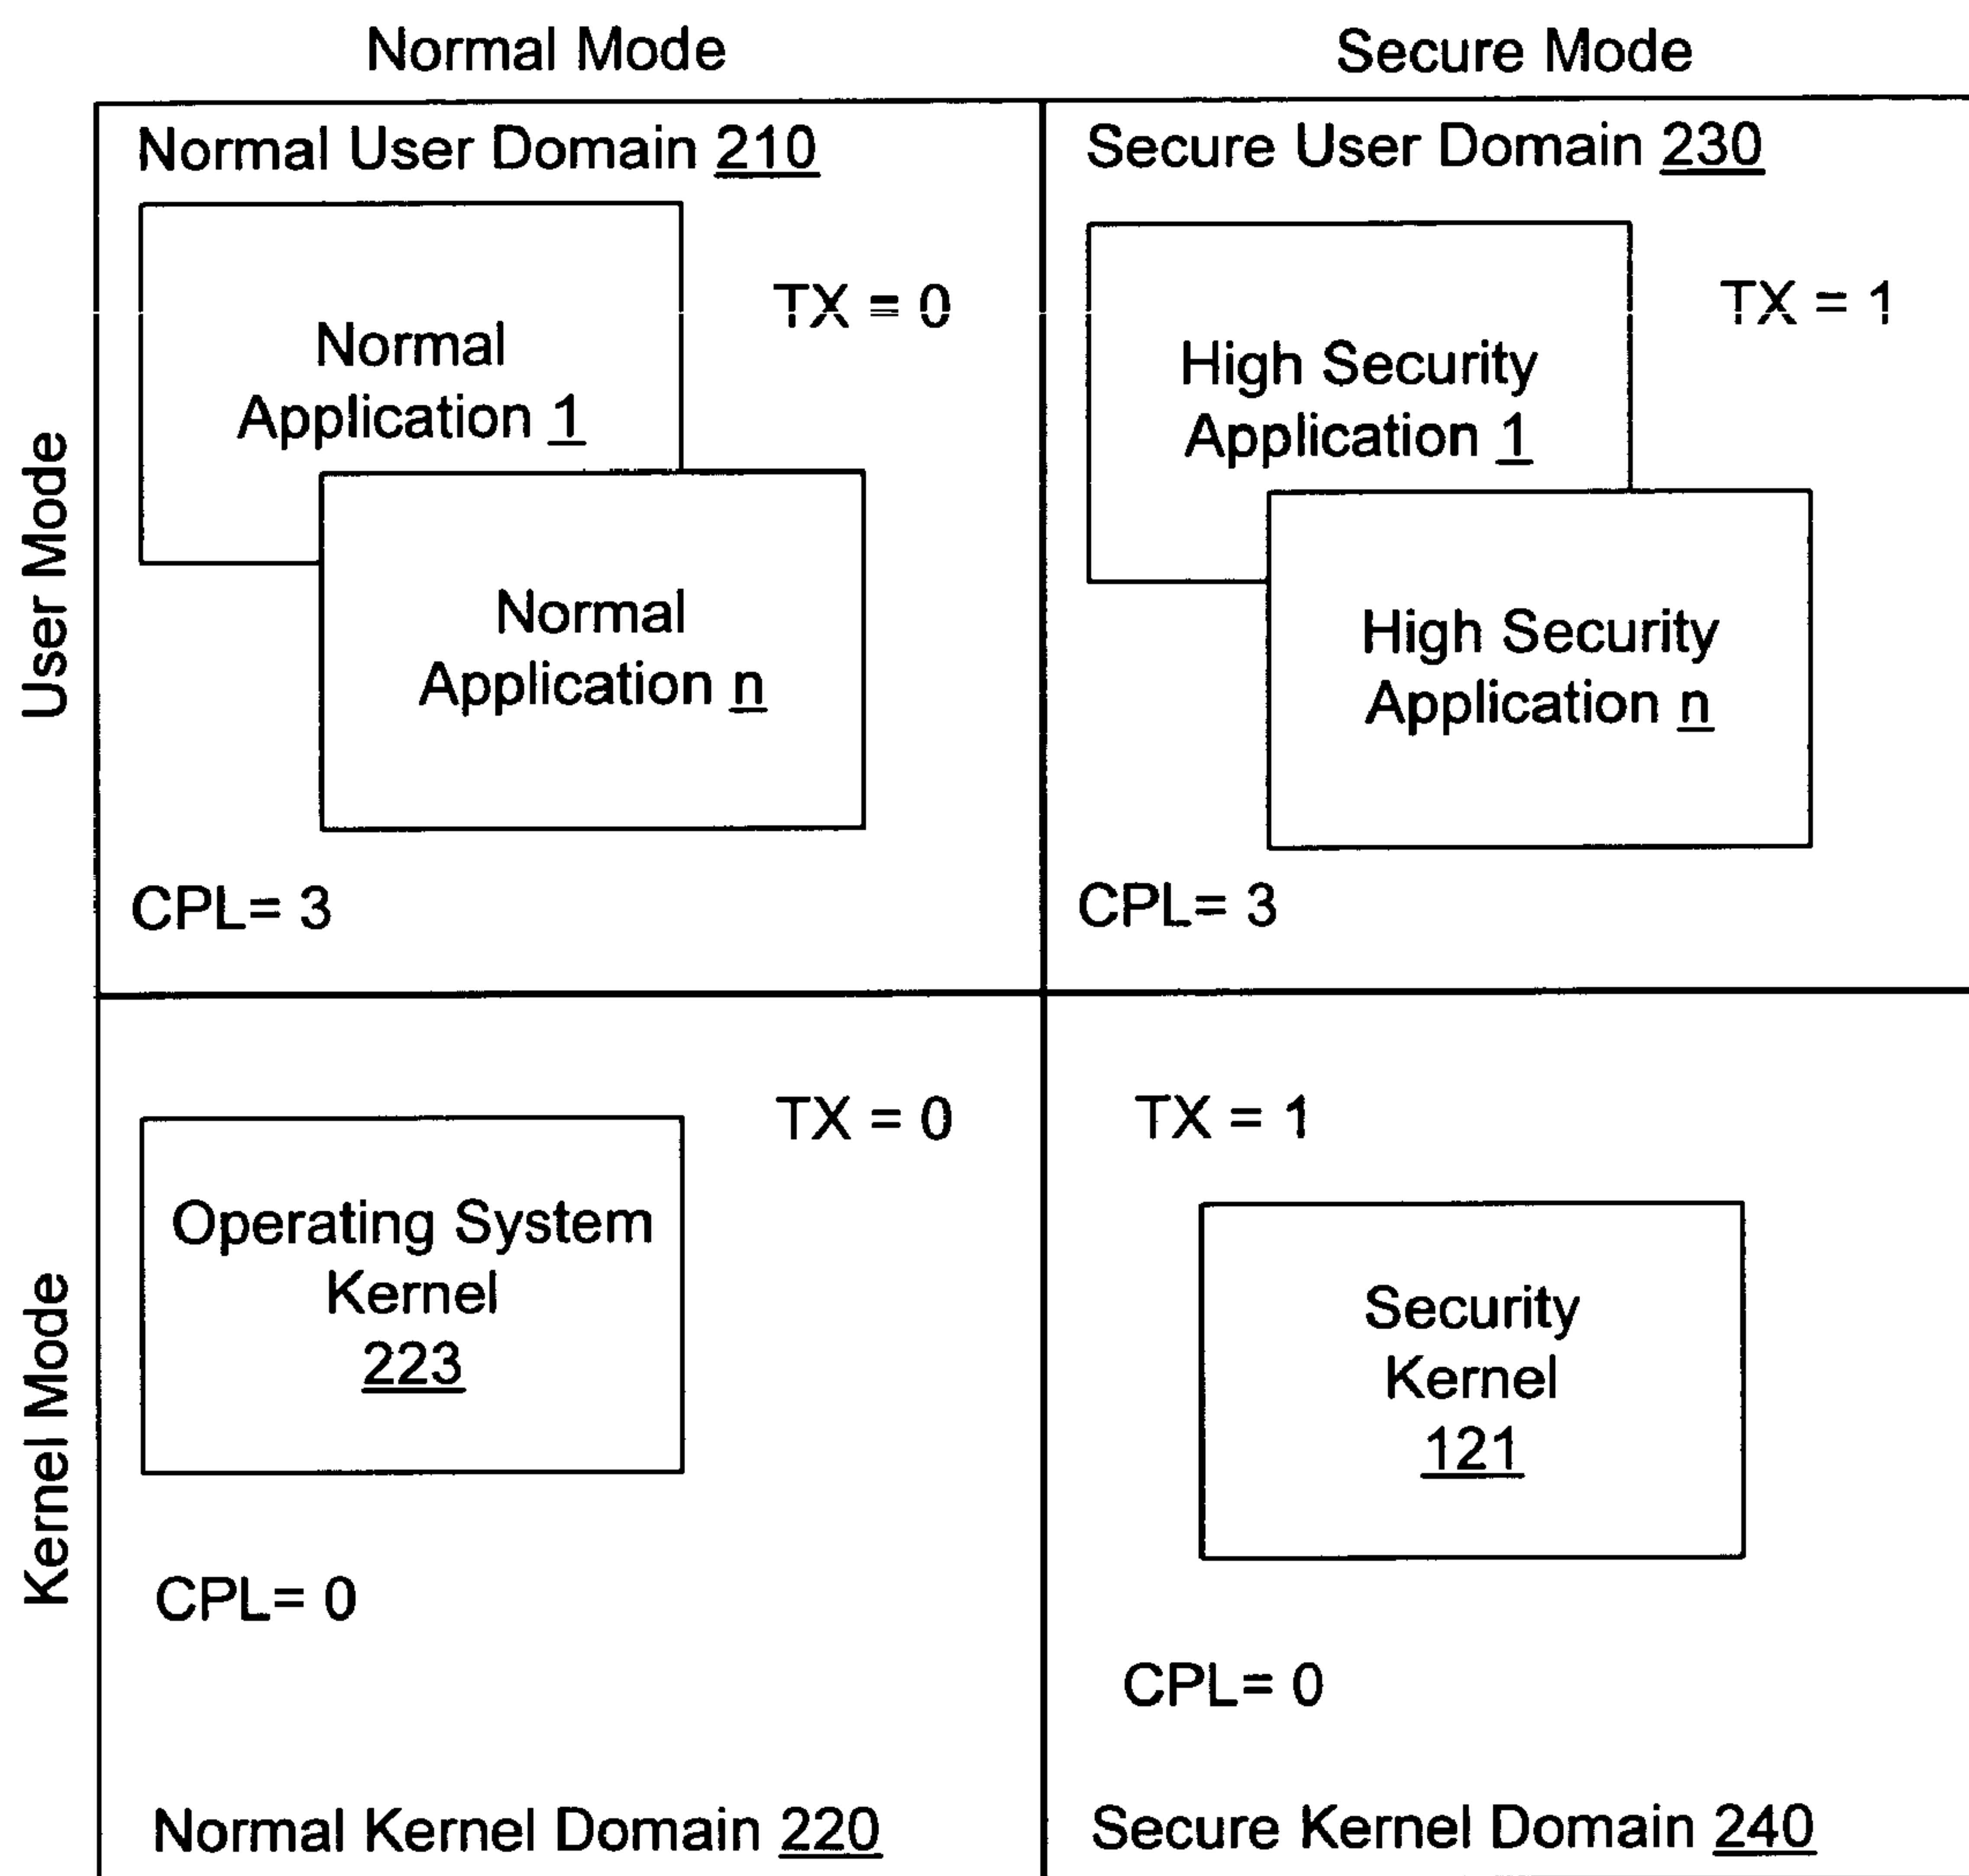 Normal Mode
Secure Mode
User Mode
Normal User Domain 210
TX = 0
Normal
Application 1
Normal
Application n
CPL= 3
Secure User Domain 230
TX = 1
High Security
Application 1
High Security
Application n
CPL= 3
Kernel Mode
TX = 0
Operating System
Kernel
223
CPL= 0
Normal Kernel Domain 220
TX = 1
Security
Kernel
121
CPL= 0
Secure Kernel Domain 240